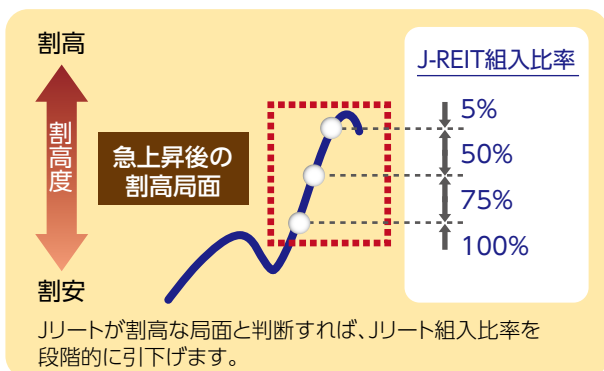 割高
割高度
割安
急上昇後の
割高局面
J-REIT組入比率
5%
50%
75%
100%
Jリートが割高な局面と判断すれば、Jリート組入比率を
段階的に引下げます。